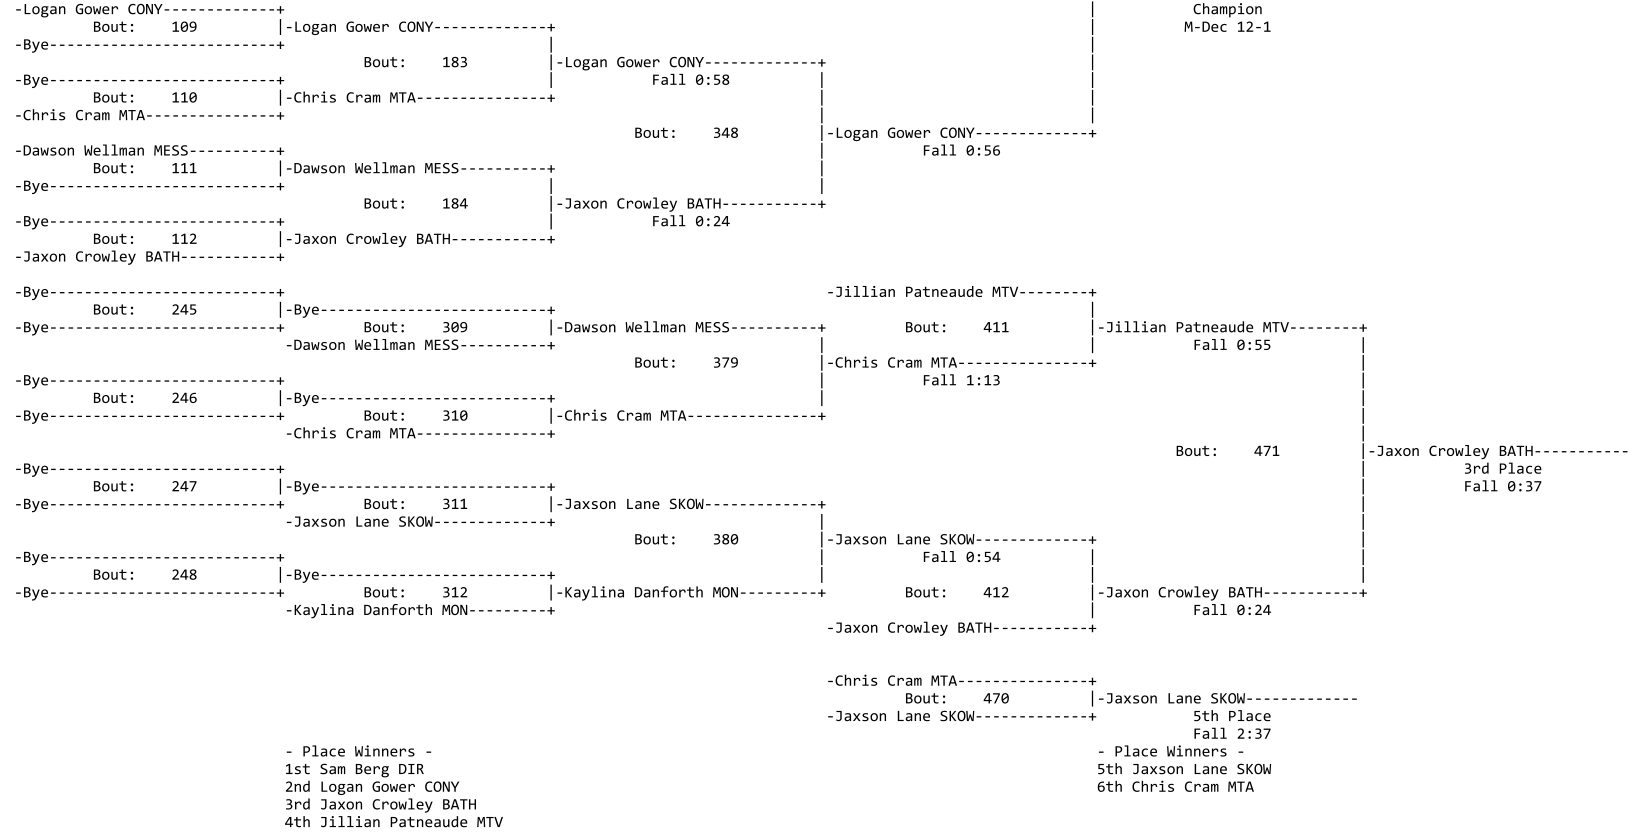 -Logan Gower CONY-------------+ | Champion
Bout: 109 |-Logan Gower CONY-------------+ | M-Dec 12-1
-Bye--------------------------+ | |
Bout: 183 |-Logan Gower CONY-------------+ |
-Bye--------------------------+ | Fall 0:58 | |
Bout: 110 |-Chris Cram MTA---------------+ | |
-Chris Cram MTA---------------+ | |
Bout: 348 |-Logan Gower CONY-------------+
-Dawson Wellman MESS----------+ | Fall 0:56
Bout: 111 |-Dawson Wellman MESS----------+ |
-Bye--------------------------+ | |
Bout: 184 |-Jaxon Crowley BATH-----------+
-Bye--------------------------+ | Fall 0:24
Bout: 112 |-Jaxon Crowley BATH-----------+
-Jaxon Crowley BATH-----------+
-Bye--------------------------+ -Jillian Patneaude MTV--------+
Bout: 245 |-Bye--------------------------+ |
-Bye--------------------------+ Bout: 309 |-Dawson Wellman MESS----------+ Bout: 411 |-Jillian Patneaude MTV--------+
-Dawson Wellman MESS----------+ | | Fall 0:55 |
Bout: 379 |-Chris Cram MTA---------------+ |
-Bye--------------------------+ | Fall 1:13 |
Bout: 246 |-Bye--------------------------+ | |
-Bye--------------------------+ Bout: 310 |-Chris Cram MTA---------------+ |
-Chris Cram MTA---------------+ |
Bout: 471 |-Jaxon Crowley BATH-----------
-Bye--------------------------+ | 3rd Place
Bout: 247 |-Bye--------------------------+ | Fall 0:37
-Bye--------------------------+ Bout: 311 |-Jaxson Lane SKOW-------------+ |
-Jaxson Lane SKOW-------------+ | |
Bout: 380 |-Jaxson Lane SKOW-------------+ |
-Bye--------------------------+ | Fall 0:54 | |
Bout: 248 |-Bye--------------------------+ | | |
-Bye--------------------------+ Bout: 312 |-Kaylina Danforth MON---------+ Bout: 412 |-Jaxon Crowley BATH-----------+
-Kaylina Danforth MON---------+ | Fall 0:24
-Jaxon Crowley BATH-----------+
-Chris Cram MTA---------------+
Bout: 470 |-Jaxson Lane SKOW-------------
-Jaxson Lane SKOW-------------+ 5th Place
Fall 2:37
- Place Winners - - Place Winners -
1st Sam Berg DIR 5th Jaxson Lane SKOW
2nd Logan Gower CONY 6th Chris Cram MTA
3rd Jaxon Crowley BATH
4th Jillian Patneaude MTV